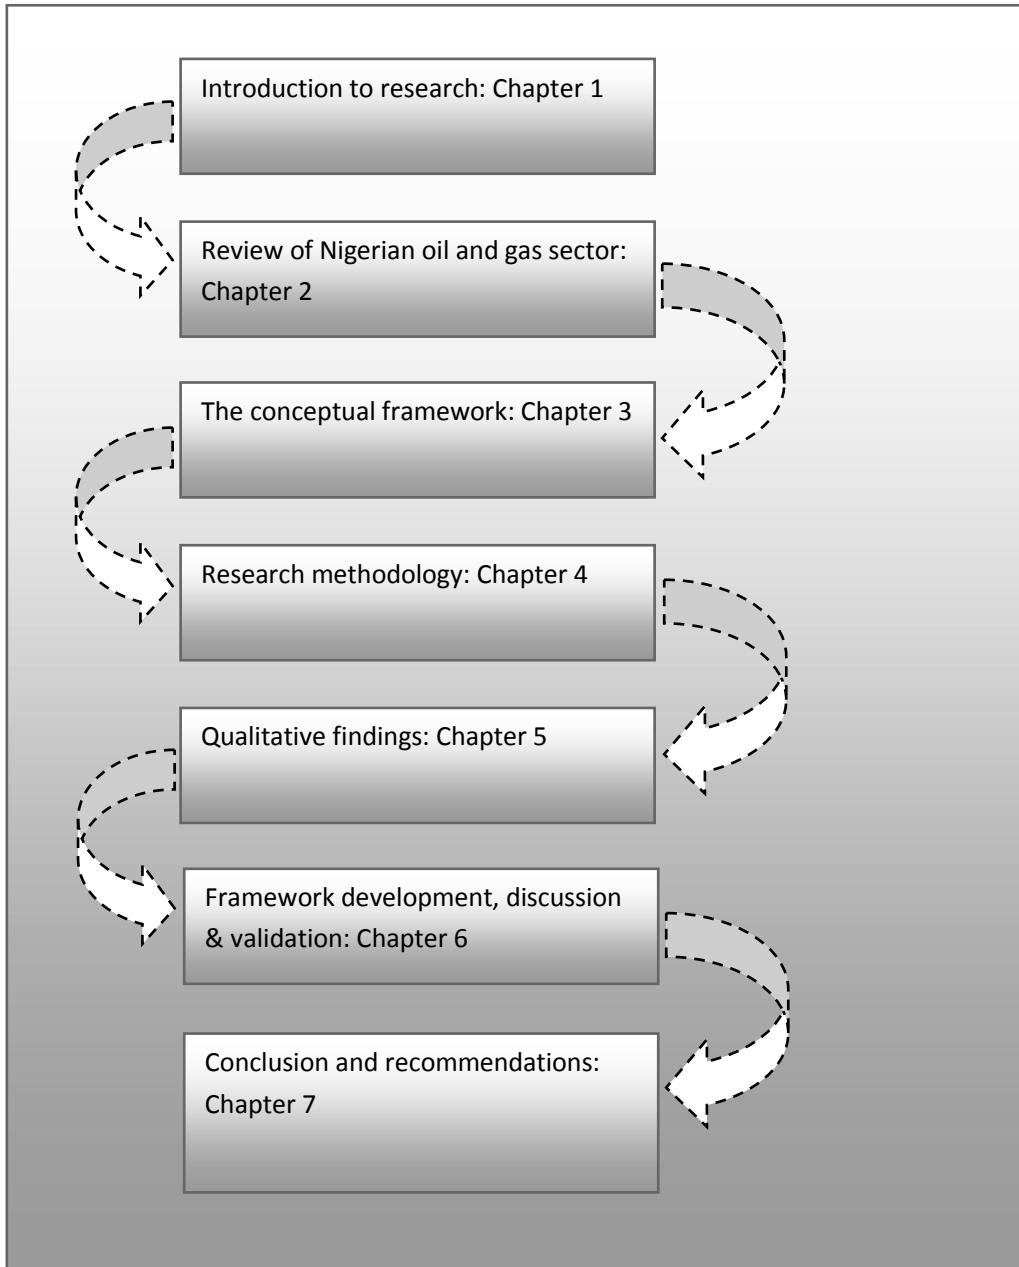 Introduction to research: Chapter 1
Review of Nigerian oil and gas sector:
Chapter 2
The conceptual framework: Chapter 3
Research methodology: Chapter 4
Qualitative findings: Chapter 5
Framework development, discussion
& validation: Chapter 6
Conclusion and recommendations:
Chapter 7